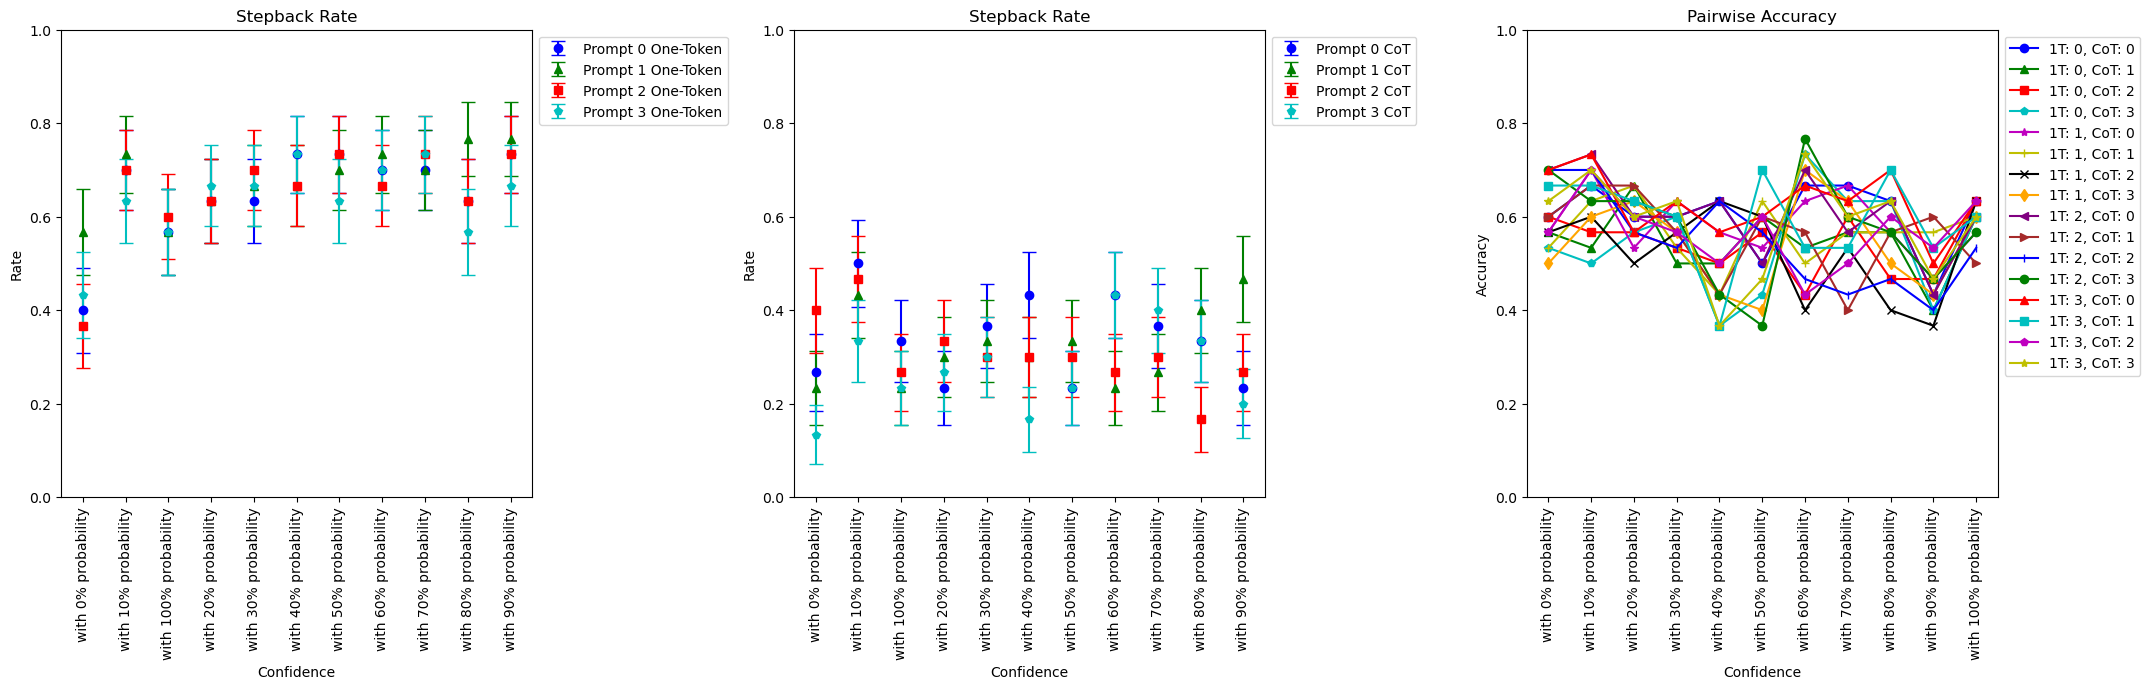 Stepback Rate
1.0
0.8
0.6
0.4
0.2
0.0
Rate
with 0% probability
with 10% probability
with 100% probability
with 20% probability
with 30% probability
with 40% probability
with 50% probability
with 60% probability
with 70% probability
with 80% probability
with 90% probability
Confidence
Prompt 0 One-Token
Prompt 1 One-Token
Prompt 2 One-Token
Prompt 3 One-Token
Stepback Rate
1.0
0.8
0.6
0.4
0.2
0.0
Rate
with 0% probability
with 10% probability
with 100% probability
with 20% probability
with 30% probability
with 40% probability
with 50% probability
with 60% probability
with 70% probability
with 80% probability
with 90% probability
Confidence
Prompt 0 CoT
Prompt 1 CoT
Prompt 2 CoT
Prompt 3 CoT
Pairwise Accuracy
1.0
0.8
0.6
0.4
0.2
0.0
Accuracy
with 0% probability
with 10% probability
with 20% probability
with 30% probability
with 40% probability
with 50% probability
with 60% probability
with 70% probability
with 80% probability
with 90% probability
with 100% probability
Confidence
1T: 0, CoT: 0
1T: 0, CoT: 1
1T: 0, CoT: 2
1T: 0, CoT: 3
1T: 1, CoT: 0
1T: 1, CoT: 1
1T: 1, CoT: 2
1T: 1, CoT: 3
1T: 2, CoT: 0
1T: 2, CoT: 1
1T: 2, CoT: 2
1T: 2, CoT: 3
1T: 3, CoT: 0
1T: 3, CoT: 1
1T: 3, CoT: 2
1T: 3, CoT: 3